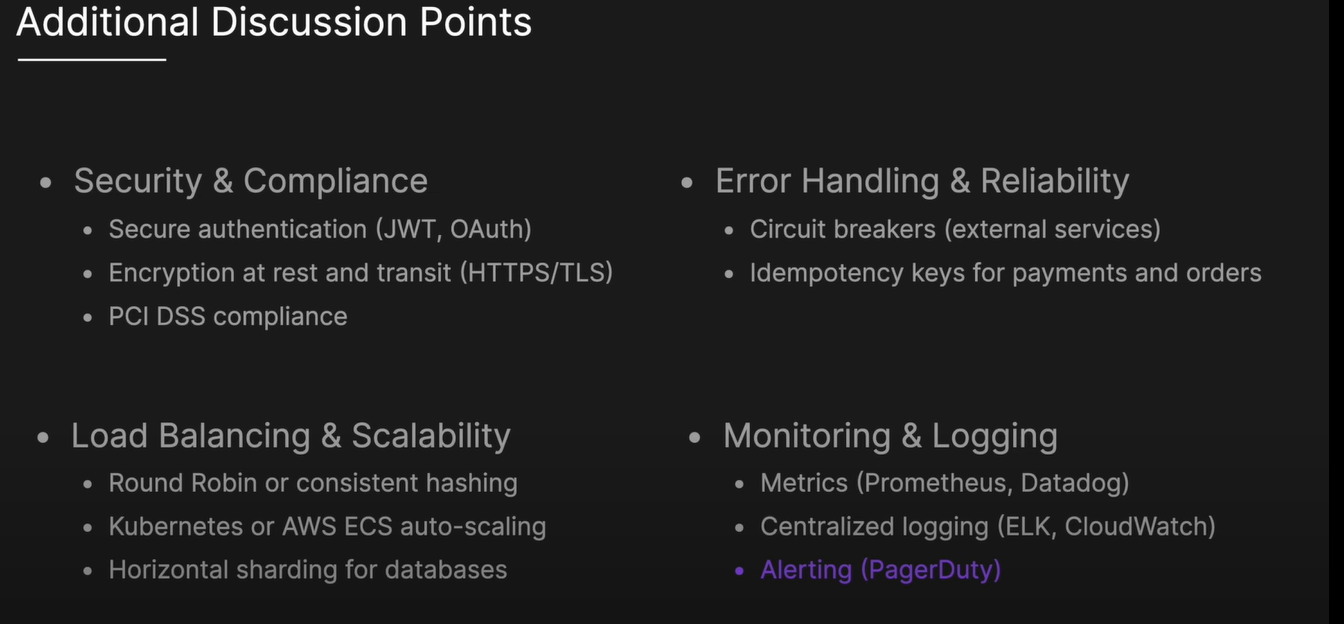 Additional Discussion Points
• Security & Compliance
• Secure authentication (JWT, OAuth)
• Encryption at rest and transit (HTTPS/TLS)
• PCI DSS compliance
• Error Handling & Reliability
• Circuit breakers (external services)
• Idempotency keys for payments and orders
• Load Balancing & Scalability
• Round Robin or consistent hashing
• Kubernetes or AWS ECS auto-scaling
• Horizontal sharding for databases
• Monitoring & Logging
• Metrics (Prometheus, Datadog)
• Centralized logging (ELK, CloudWatch)
• Alerting (PagerDuty)